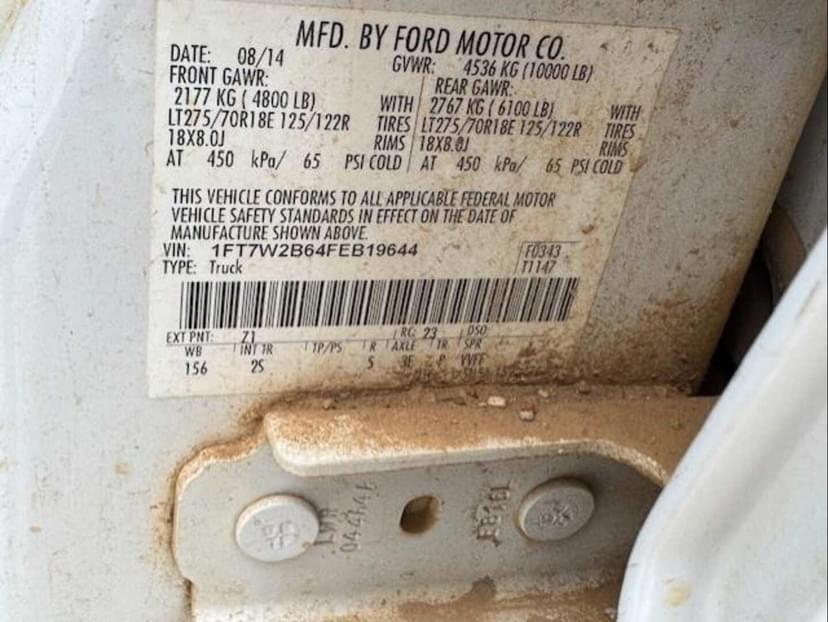 MFD. BY FORD MOTOR CO.
DATE: 08/14 GVWR: 4536 KG (10000 LB)
FRONT GAWR: REAR GAWR:
2177 KG ( 4800 LB) WITH 2767 KG ( 6100 LB) WITH
LT275/70R18E 125/122R TIRES LT275/70R18E 125/122R TIRES
18X8.0J RIMS 18X8.0J RIMS
AT 450 kPa/ 65 PSI COLD AT 450 kPa/ 65 PSI COLD
THIS VEHICLE CONFORMS TO ALL APPLICABLE FEDERAL MOTOR
VEHICLE SAFETY STANDARDS IN EFFECT ON THE DATE OF
MANUFACTURE SHOWN ABOVE.
VIN: 1FT7W2B64FEB19644 F0343
TYPE: Truck T1147
EXT PNT: Z1 RC: 23 DSO:
WB INT TR TP/PS R AXLE TR SPR
156 2S 5 3E P VVFF